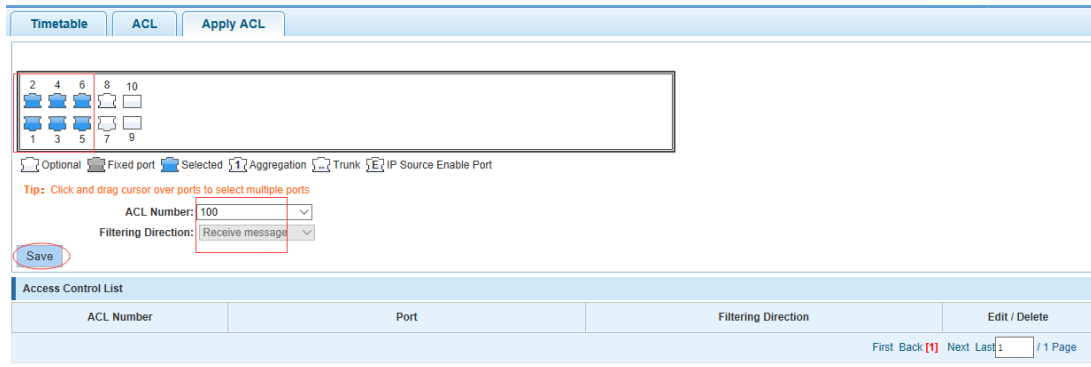 Timetable ACL Apply ACL
2 4 6 8 10
1 3 5 7 9
Optional Fixed port Selected 1 Aggregation ... Trunk E IP Source Enable Port
Tip: Click and drag cursor over ports to select multiple ports
ACL Number: 100
Filtering Direction: Receive message
Save
Access Control List
ACL Number Port Filtering Direction Edit / Delete
First Back [1] Next Last 1 / 1 Page